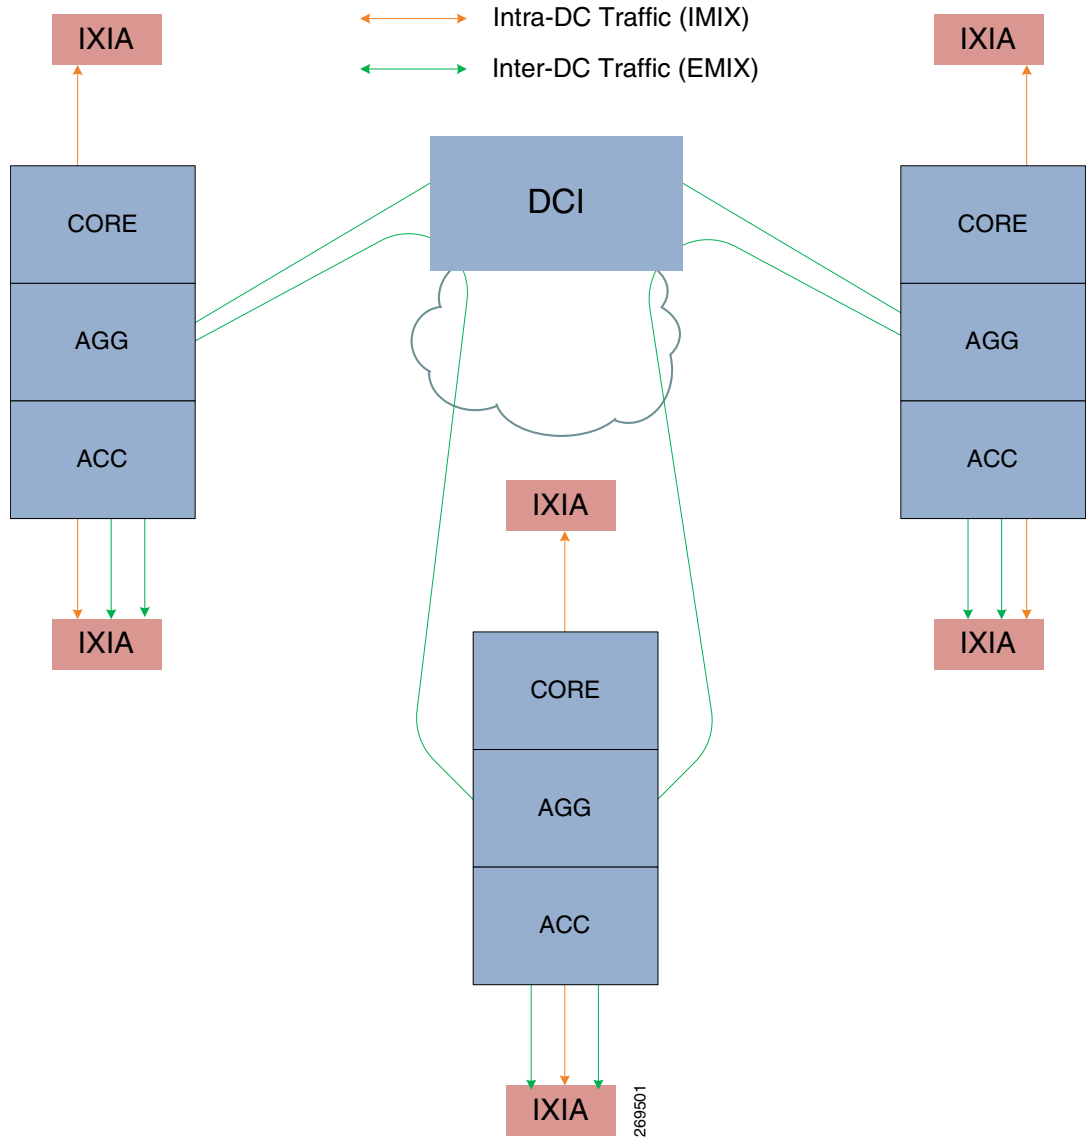 IXIA
Intra-DC Traffic (IMIX)
IXIA
Inter-DC Traffic (EMIX)
DCI
CORE
CORE
AGG
AGG
ACC
ACC
IXIA
IXIA
IXIA
CORE
AGG
ACC
IXIA
269501